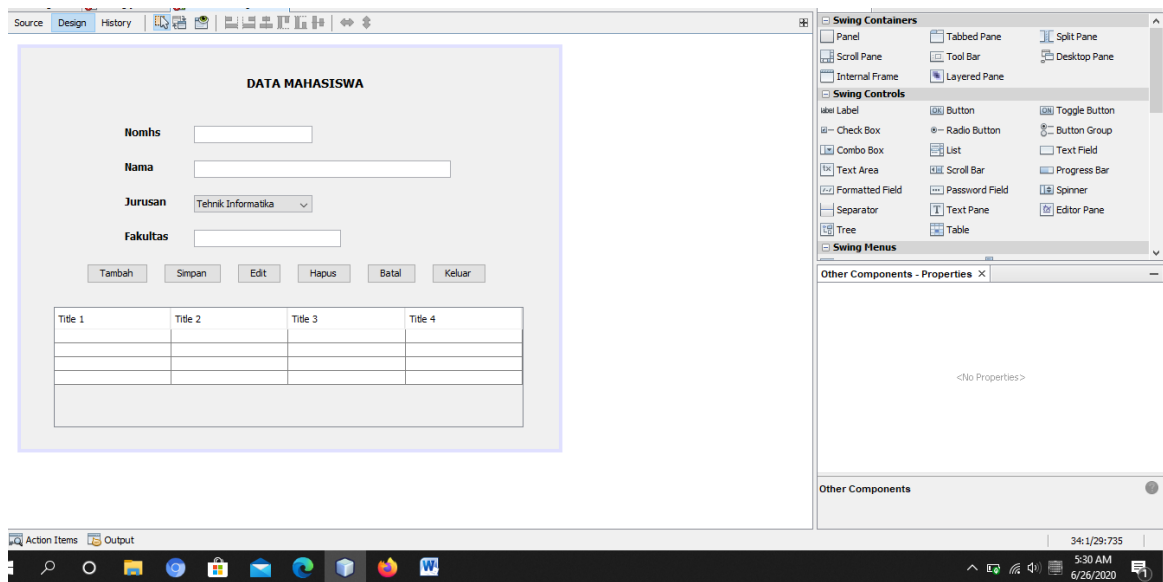 Source Design History
DATA MAHASISWA
Nomhs
Nama
Jurusan Tehnik Informatika
Fakultas
Tambah Simpan Edit Hapus Batal Keluar
Title 1 Title 2 Title 3 Title 4
Swing Containers
Panel Tabbed Pane Split Pane
Scroll Pane Tool Bar Desktop Pane
Internal Frame Layered Pane
Swing Controls
label Label OK Button ON Toggle Button
Check Box Radio Button Button Group
Combo Box List Text Field
Text Area Scroll Bar Progress Bar
Formatted Field Password Field Spinner
Separator Text Pane Editor Pane
Tree Table
Swing Menus
Other Components - Properties
<No Properties>
Other Components
Action Items Output
34:1/29:735
5:30 AM
6/26/2020